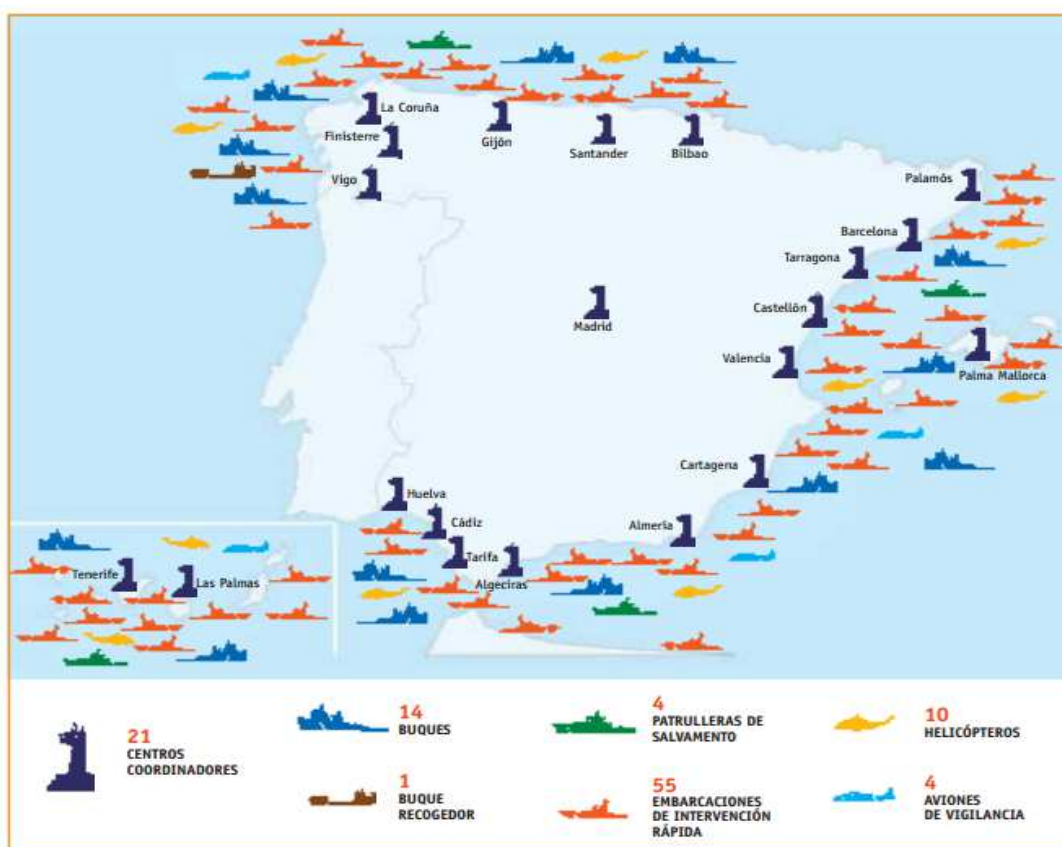 La Coruña
Finisterre
Vigo
Gijón
Santander
Bilbao
Palamós
Barcelona
Tarragona
Castellón
Madrid
Valencia
Palma Mallorca
Cartagena
Huelva
Cádiz
Almería
Tarifa
Algeciras
Tenerife
Las Palmas
21
CENTROS
COORDINADORES
14
BUQUES
1
BUQUE
RECOGEDOR
4
PATRULLERAS DE
SALVAMENTO
55
EMBARCACIONES
DE INTERVENCIÓN
RÁPIDA
10
HELICÓPTEROS
4
AVIONES
DE VIGILANCIA